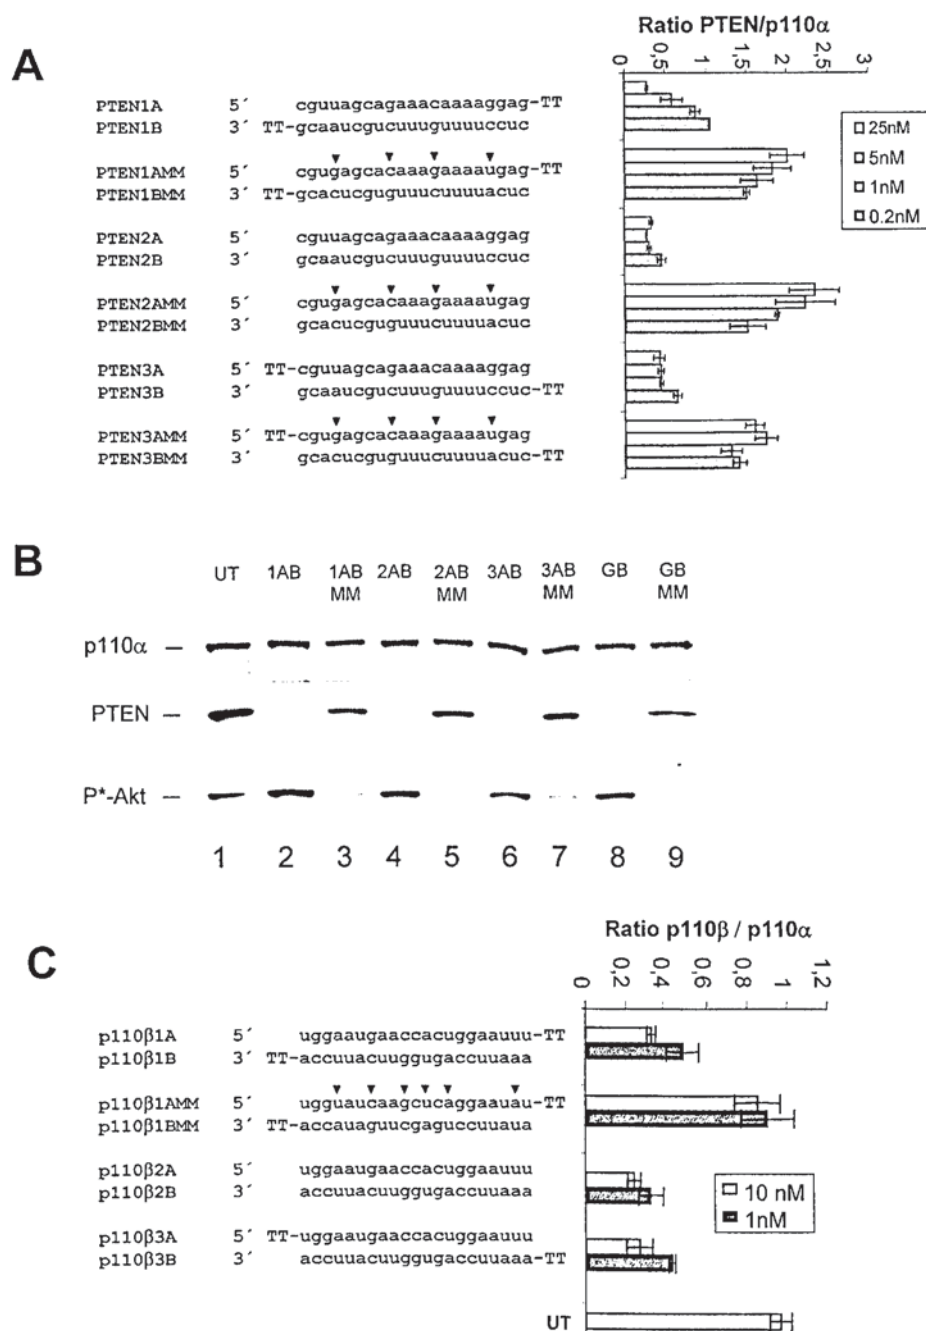 A
Ratio PTEN/p110α
0 0,5 1 1,5 2 2,5 3
25nM
5nM
1nM
0.2nM
PTEN1A 5´ cguuagcagaaacaaaaggag-TT
PTEN1B 3´ TT-gcaaucgucuuuguuuuccuc
PTEN1AMM 5´ cgugagcacaaagaaaaugag-TT
PTEN1BMM 3´ TT-gcacucguguuucuuuuacuc
PTEN2A 5´ cguuagcagaaacaaaaggag
PTEN2B 3´ gcaaucgucuuuguuuuccuc
PTEN2AMM 5´ cgugagcacaaagaaaaugag
PTEN2BMM 3´ gcacucguguuucuuuuacuc
PTEN3A 5´ TT-cguuagcagaaacaaaaggag
PTEN3B 3´ gcaaucgucuuuguuuuccuc-TT
PTEN3AMM 5´ TT-cgugagcacaaagaaaaugag
PTEN3BMM 3´ gcacucguguuucuuuuacuc-TT
B
UT 1AB 1AB MM 2AB 2AB MM 3AB 3AB MM GB GB MM
p110α
PTEN
P*-Akt
1 2 3 4 5 6 7 8 9
C
Ratio p110β / p110α
0 0,2 0,4 0,6 0,8 1 1,2
p110β1A 5´ uggaaugaaccacuggaauuu-TT
p110β1B 3´ TT-accuuacuuggugaccuuaaa
p110β1AMM 5´ ugguaucaagcucaggaauau-TT
p110β1BMM 3´ TT-accauaguucgaguccuuaua
p110β2A 5´ uggaaugaaccacuggaauuu
p110β2B 3´ accuuacuuggugaccuuaaa
p110β3A 5´ TT-uggaaugaaccacuggaauuu
p110β3B 3´ accuuacuuggugaccuuaaa-TT
10 nM
1nM
UT